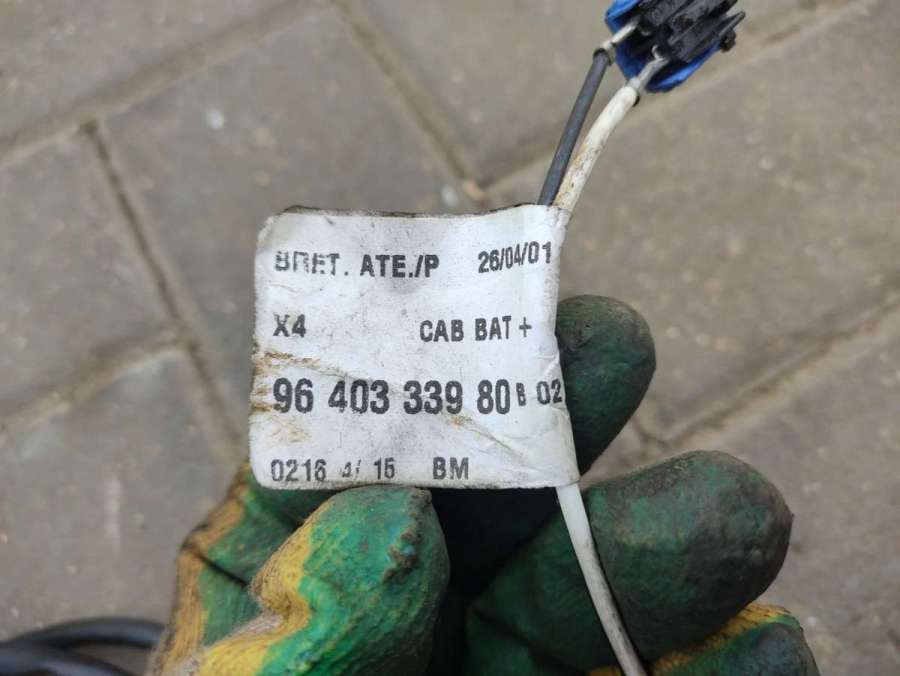 BRET. ATE./P 26/04/01
X4 CAB BAT +
96 403 339 80 B 02
0216 4/ 15 BM